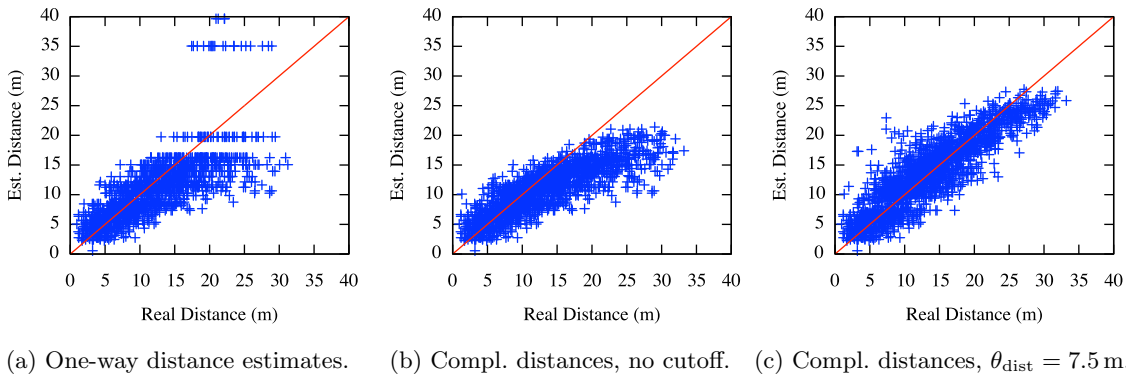 40
35
30
25
20
15
10
5
0
Est. Distance (m)
0 5 10 15 20 25 30 35 40
Real Distance (m)
(a) One-way distance estimates.
40
35
30
25
20
15
10
5
0
Est. Distance (m)
0 5 10 15 20 25 30 35 40
Real Distance (m)
(b) Compl. distances, no cutoff.
40
35
30
25
20
15
10
5
0
Est. Distance (m)
0 5 10 15 20 25 30 35 40
Real Distance (m)
(c) Compl. distances, θdist = 7.5 m